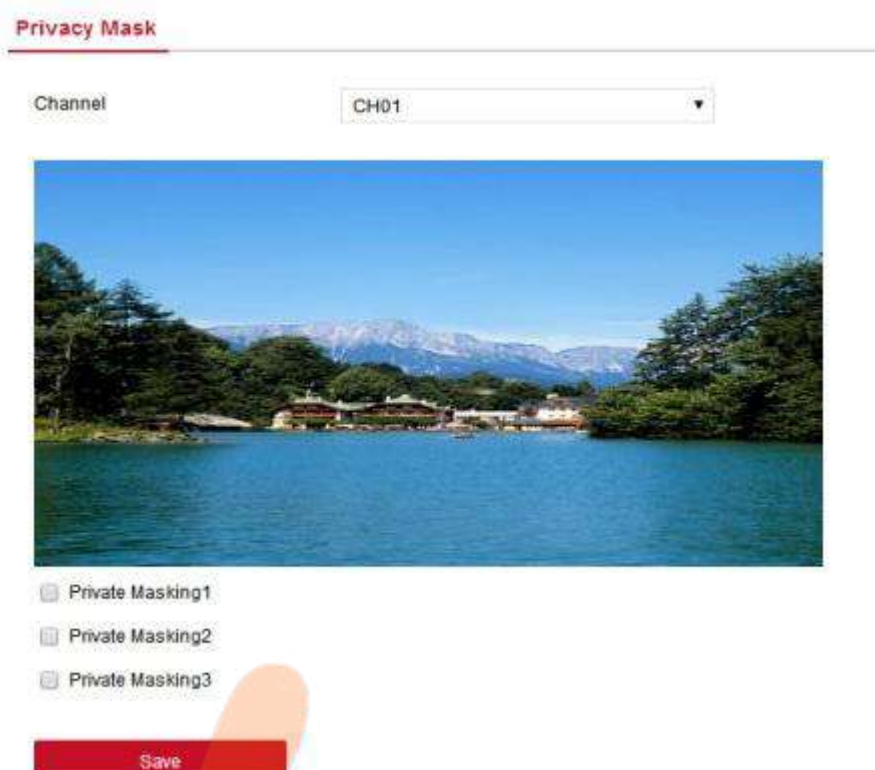 Privacy Mask
Channel CH01
Private Masking1
Private Masking2
Private Masking3
Save